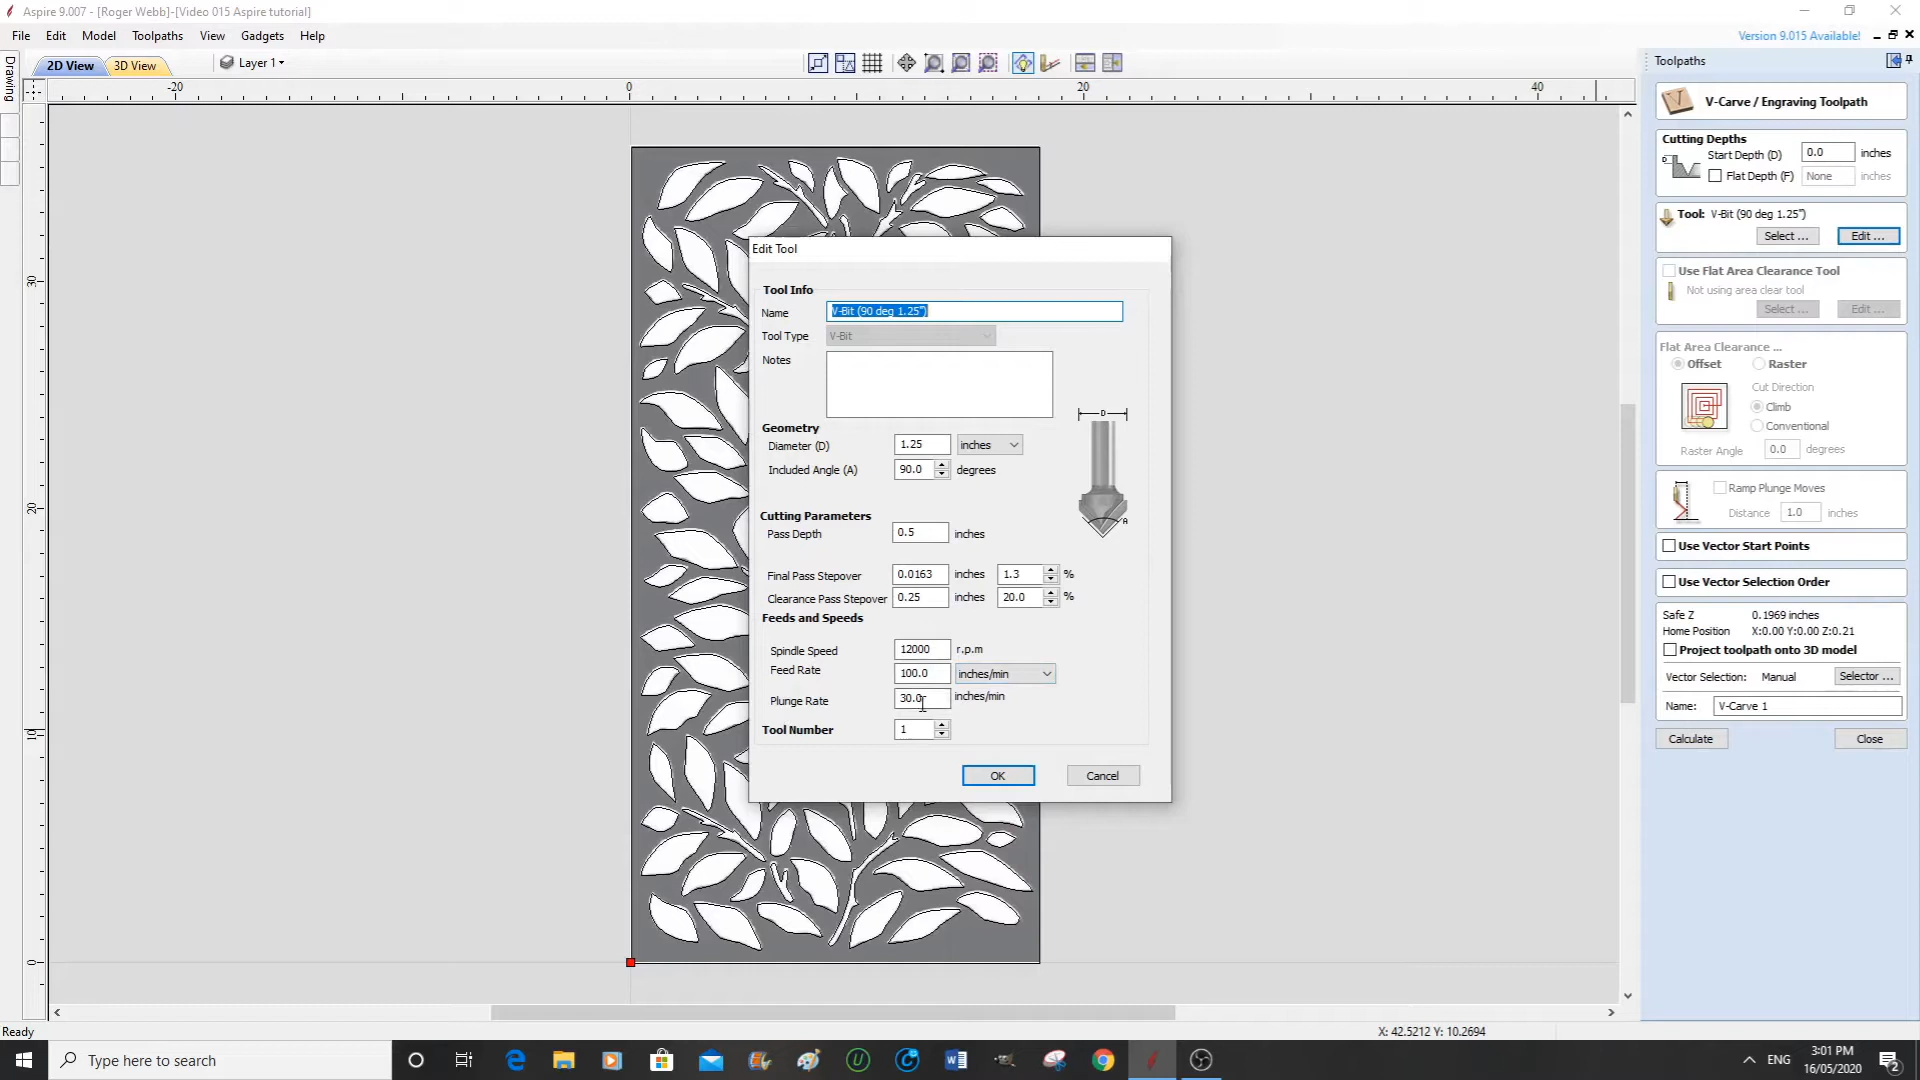 Aspire 9.007 - [Roger Webb]-[Video 015 Aspire tutorial]
File Edit Model Toolpaths View Gadgets Help
Version 9.015 Available!
2D View 3D View Layer 1
Drawing
-20 0 20 40
30
20
10
0
Edit Tool
Tool Info
Name V-Bit (90 deg 1.25")
Tool Type V-Bit
Notes
Geometry
Diameter (D) 1.25 inches
Included Angle (A) 90.0 degrees
D
A
Cutting Parameters
Pass Depth 0.5 inches
Final Pass Stepover 0.0163 inches 1.3 %
Clearance Pass Stepover 0.25 inches 20.0 %
Feeds and Speeds
Spindle Speed 12000 r.p.m
Feed Rate 100.0 inches/min
Plunge Rate 30.0 inches/min
Tool Number 1
OK Cancel
Toolpaths
V-Carve / Engraving Toolpath
Cutting Depths
Start Depth (D) 0.0 inches
Flat Depth (F) None inches
Tool: V-Bit (90 deg 1.25")
Select ... Edit ...
Use Flat Area Clearance Tool
Not using area clear tool
Select ... Edit ...
Flat Area Clearance ...
Offset Raster
Cut Direction
Climb
Conventional
Raster Angle 0.0 degrees
Ramp Plunge Moves
Distance 1.0 inches
Use Vector Start Points
Use Vector Selection Order
Safe Z 0.1969 inches
Home Position X:0.00 Y:0.00 Z:0.21
Project toolpath onto 3D model
Vector Selection: Manual Selector ...
Name: V-Carve 1
Calculate Close
Ready
X: 42.5212 Y: 10.2694
Type here to search
ENG
3:01 PM
16/05/2020
2